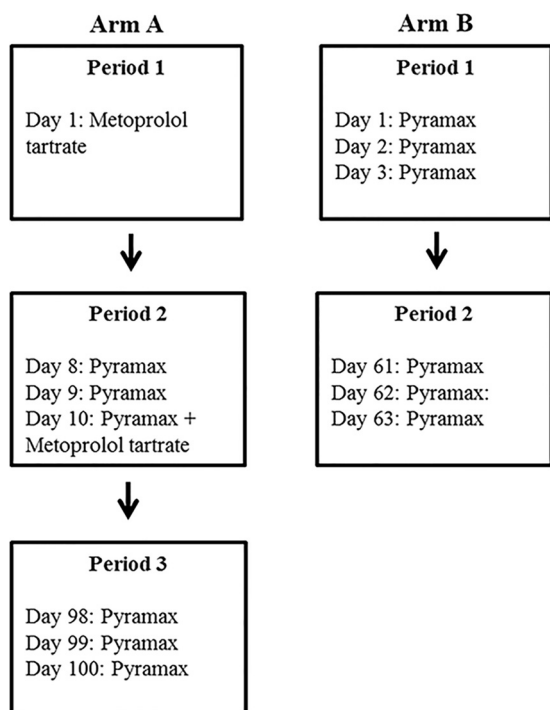 Arm A
Period 1
Day 1: Metoprolol
tartrate
Period 2
Day 8: Pyramax
Day 9: Pyramax
Day 10: Pyramax +
Metoprolol tartrate
Period 3
Day 98: Pyramax
Day 99: Pyramax
Day 100: Pyramax
Arm B
Period 1
Day 1: Pyramax
Day 2: Pyramax
Day 3: Pyramax
Period 2
Day 61: Pyramax
Day 62: Pyramax:
Day 63: Pyramax